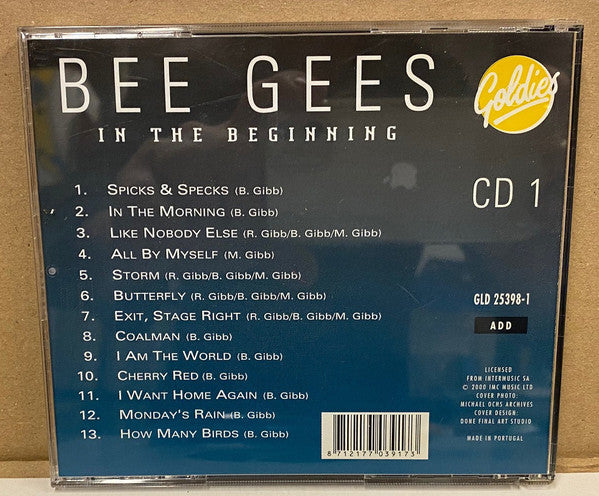 BEE GEES
Goldies
IN THE BEGINNING
CD 1
1. SPICKS & SPECKS (B. Gibb)
2. IN THE MORNING (B. Gibb)
3. LIKE NOBODY ELSE (R. Gibb/B. Gibb/M. Gibb)
4. ALL BY MYSELF (M. Gibb)
5. STORM (R. Gibb/B. Gibb/M. Gibb)
6. BUTTERFLY (R. Gibb/B. Gibb/M. Gibb)
7. EXIT, STAGE RIGHT (R. Gibb/B. Gibb/M. Gibb)
8. COALMAN (B. Gibb)
9. I AM THE WORLD (B. Gibb)
10. CHERRY RED (B. Gibb)
11. I WANT HOME AGAIN (B. Gibb)
12. MONDAY'S RAIN (B. Gibb)
13. HOW MANY BIRDS (B. Gibb)
GLD 25398-1
ADD
LICENSED
FROM INTERMUSIC SA
© 2000 IMC MUSIC LTD
COVER PHOTO:
MICHAEL OCHS ARCHIVES
COVER DESIGN:
DONE FINAL ART STUDIO
MADE IN PORTUGAL
8 712177 039173